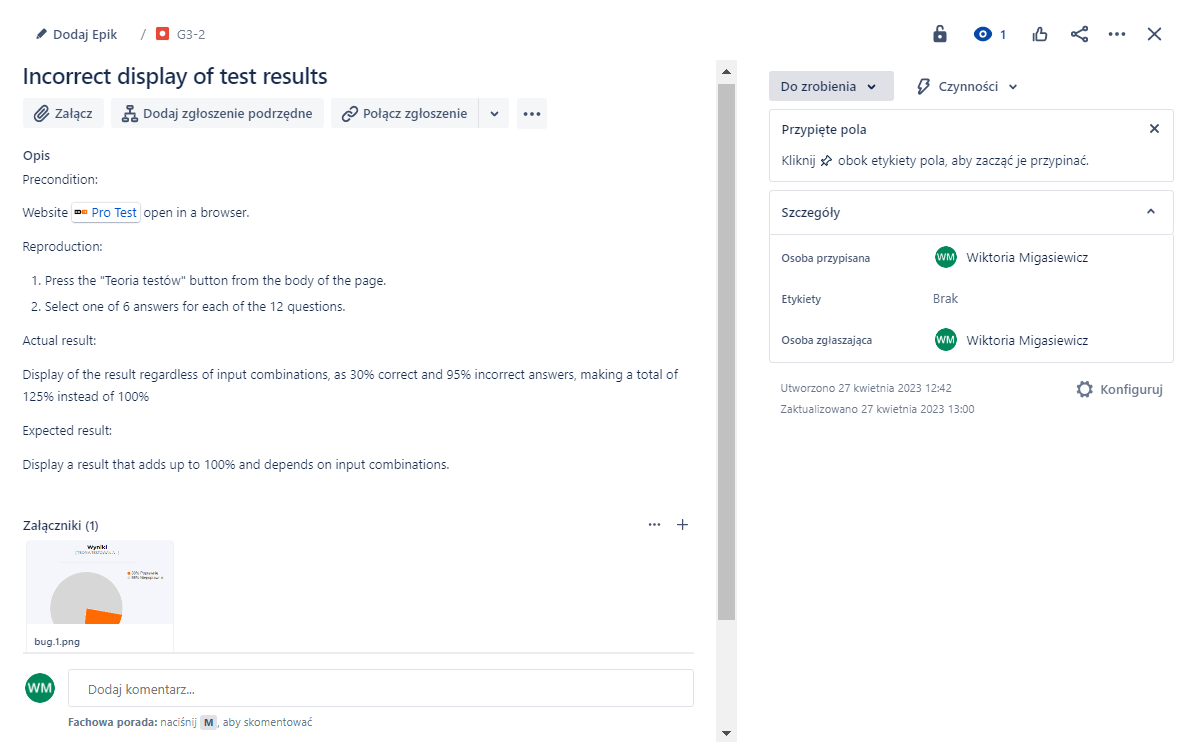 Dodaj Epik / G3-2
1
Incorrect display of test results
Załącz Dodaj zgłoszenie podrzędne Połącz zgłoszenie
Opis
Precondition:
Website Pro Test open in a browser.
Reproduction:
1. Press the "Teoria testów" button from the body of the page.
2. Select one of 6 answers for each of the 12 questions.
Actual result:
Display of the result regardless of input combinations, as 30% correct and 95% incorrect answers, making a total of
125% instead of 100%
Expected result:
Display a result that adds up to 100% and depends on input combinations.
Załączniki (1)
Wyniki
bug.1.png
WM Dodaj komentarz...
Fachowa porada: naciśnij M, aby skomentować
Do zrobienia Czynności
Przypięte pola
Kliknij obok etykiety pola, aby zacząć je przypinać.
Szczegóły
Osoba przypisana WM Wiktoria Migasiewicz
Etykiety Brak
Osoba zgłaszająca WM Wiktoria Migasiewicz
Utworzono 27 kwietnia 2023 12:42
Zaktualizowano 27 kwietnia 2023 13:00
Konfiguruj